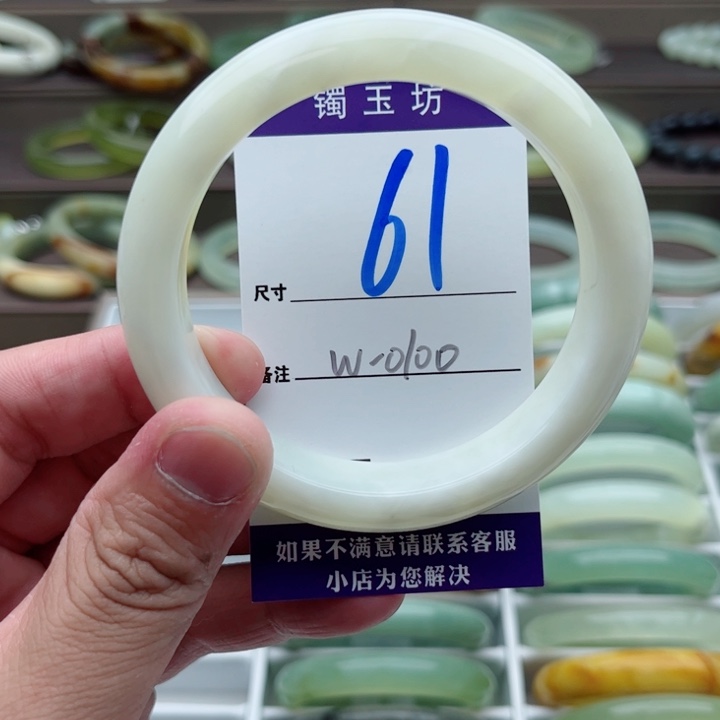 镯玉坊
尺寸 61
备注 W-0100
如果不满意请联系客服
小店为您解决